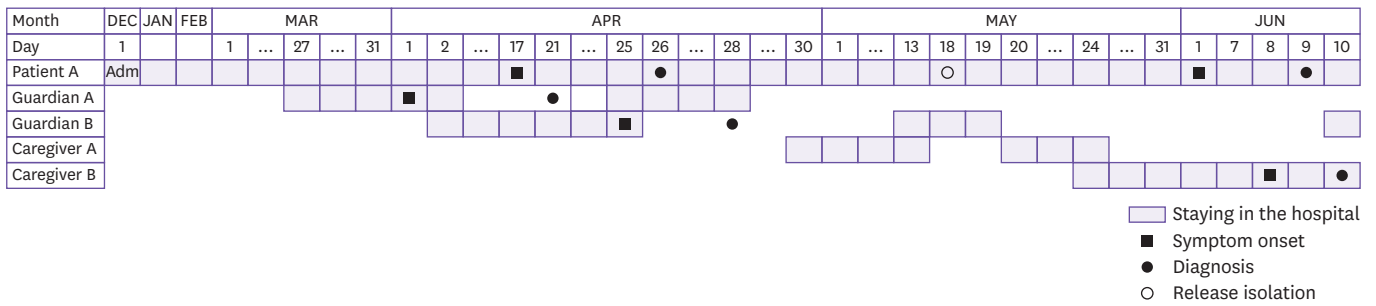 Month DEC JAN FEB MAR APR MAY JUN
Day 1 1 ... 27 ... 31 1 2 ... 17 21 ... 25 26 ... 28 ... 30 1 ... 13 18 19 20 ... 24 ... 31 1 7 8 9 10
Patient A Adm
Guardian A
Guardian B
Caregiver A
Caregiver B
Staying in the hospital
Symptom onset
Diagnosis
Release isolation